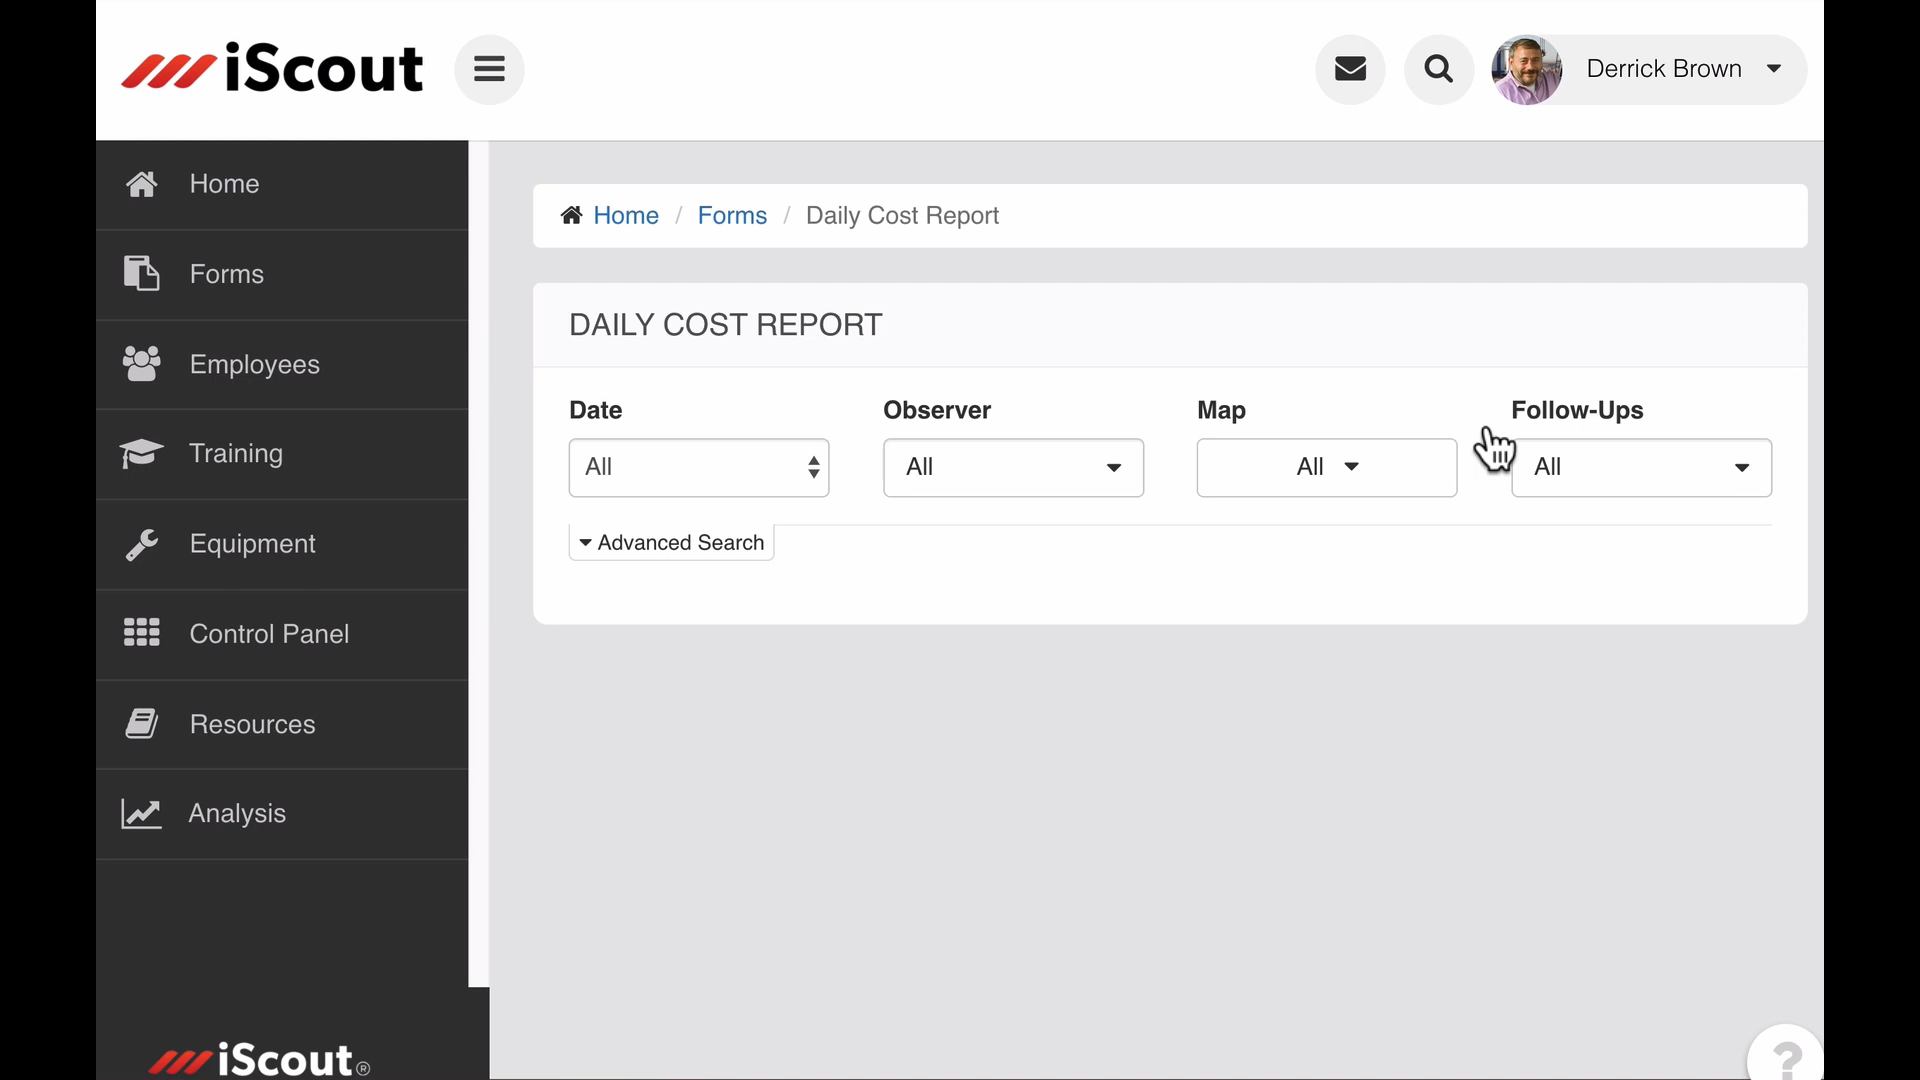 iScout
Derrick Brown
Home
Forms
Employees
Training
Equipment
Control Panel
Resources
Analysis
iScout®
Home / Forms / Daily Cost Report
DAILY COST REPORT
Date Observer Map Follow-Ups
All All All All
Advanced Search
?